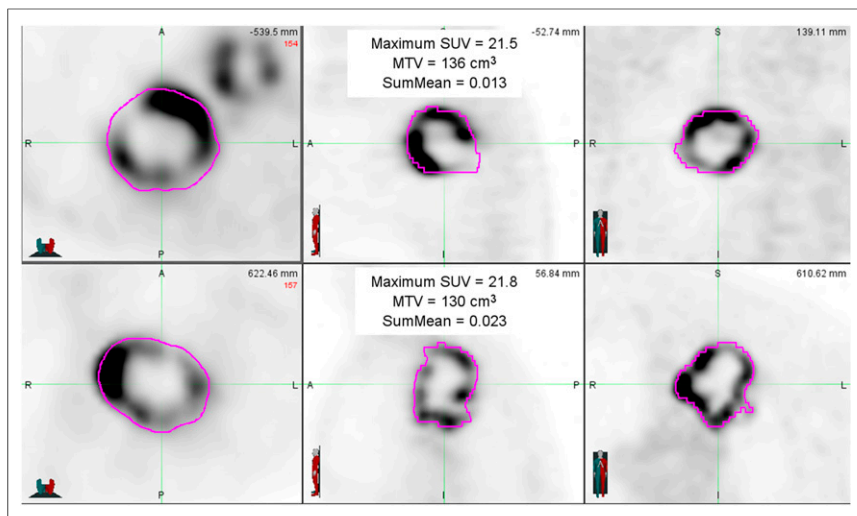 A
-539.5 mm
154
R
L
P
Maximum SUV = 21.5
MTV = 136 cm³
SumMean = 0.013
-52.74 mm
A
P
I
S
139.11 mm
R
L
I
A
622.46 mm
157
R
L
P
Maximum SUV = 21.8
MTV = 130 cm³
SumMean = 0.023
56.84 mm
A
P
I
S
610.62 mm
R
L
I